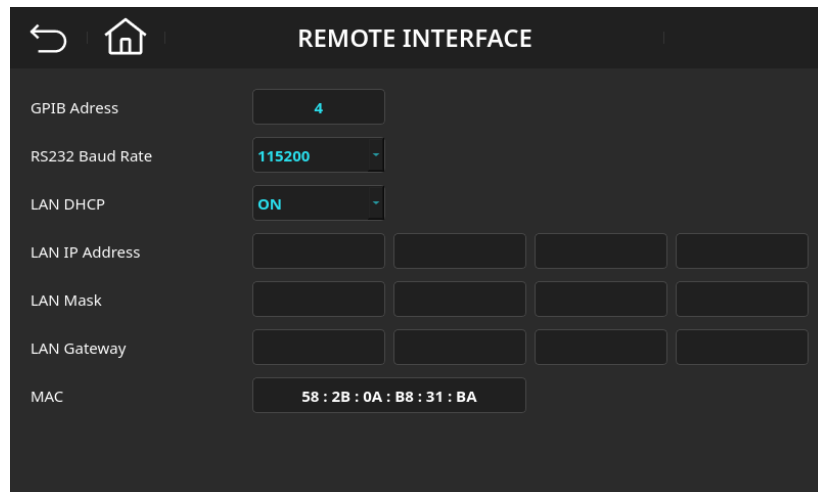 REMOTE INTERFACE
GPIB Adress 4
RS232 Baud Rate 115200
LAN DHCP ON
LAN IP Address
LAN Mask
LAN Gateway
MAC 58 : 2B : 0A : B8 : 31 : BA